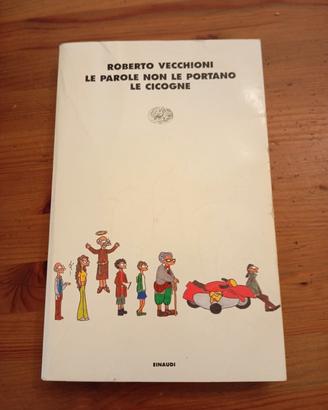 ROBERTO VECCHIONI
LE PAROLE NON LE PORTANO
LE CICOGNE
EINAUDI